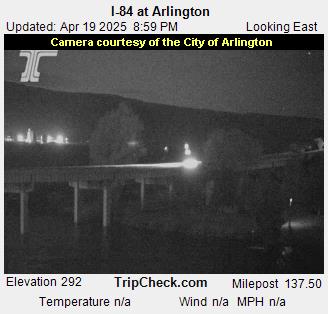 I-84 at Arlington
Updated: Apr 19 2025 8:59 PM Looking East
Camera courtesy of the City of Arlington
Elevation 292 TripCheck.com Milepost 137.50
Temperature n/a Wind n/a MPH n/a